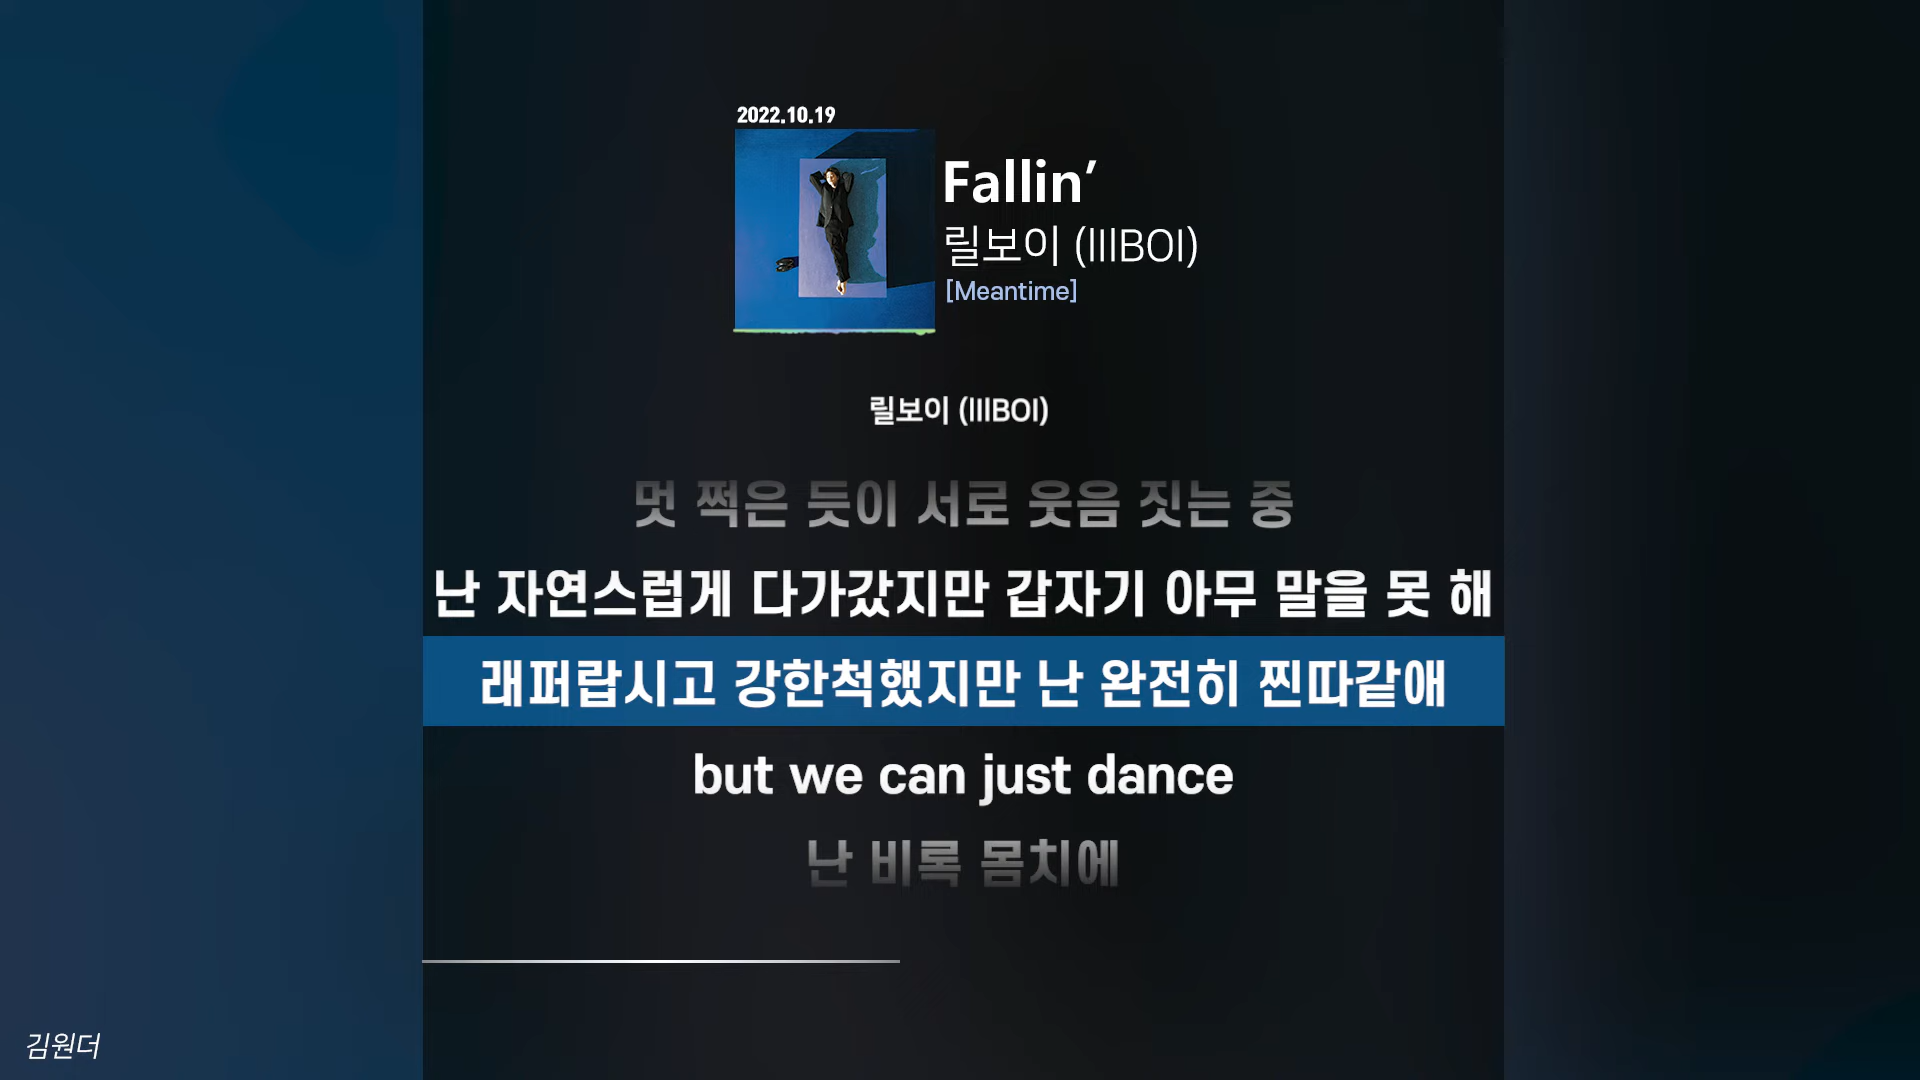 2022.10.19
Fallin’
릴보이 (lIlBOI)
[Meantime]
릴보이 (lIlBOI)
멋 쩍은 듯이 서로 웃음 짓는 중
난 자연스럽게 다가갔지만 갑자기 아무 말을 못 해
래퍼랍시고 강한척했지만 난 완전히 찐따같애
but we can just dance
난 비록 몸치에
김원더